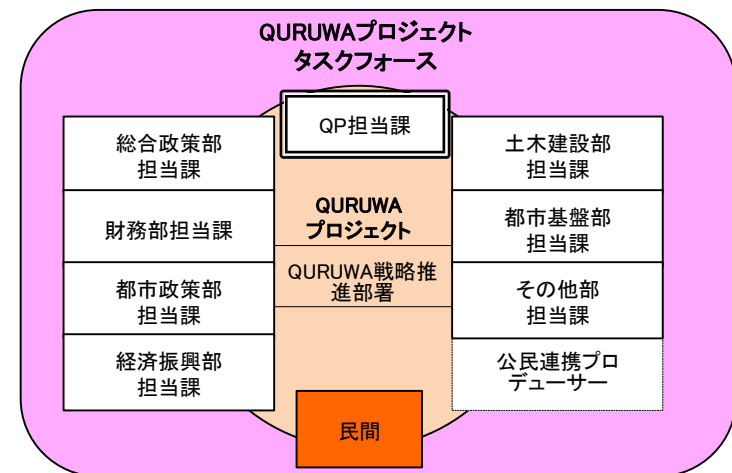 QURUWAプロジェクト
タスクフォース
QP担当課
総合政策部
担当課
財務部担当課
都市政策部
担当課
経済振興部
担当課
QURUWA
プロジェクト
QURUWA戦略推
進部署
土木建設部
担当課
都市基盤部
担当課
その他部
担当課
公民連携プロ
デューサー
民間